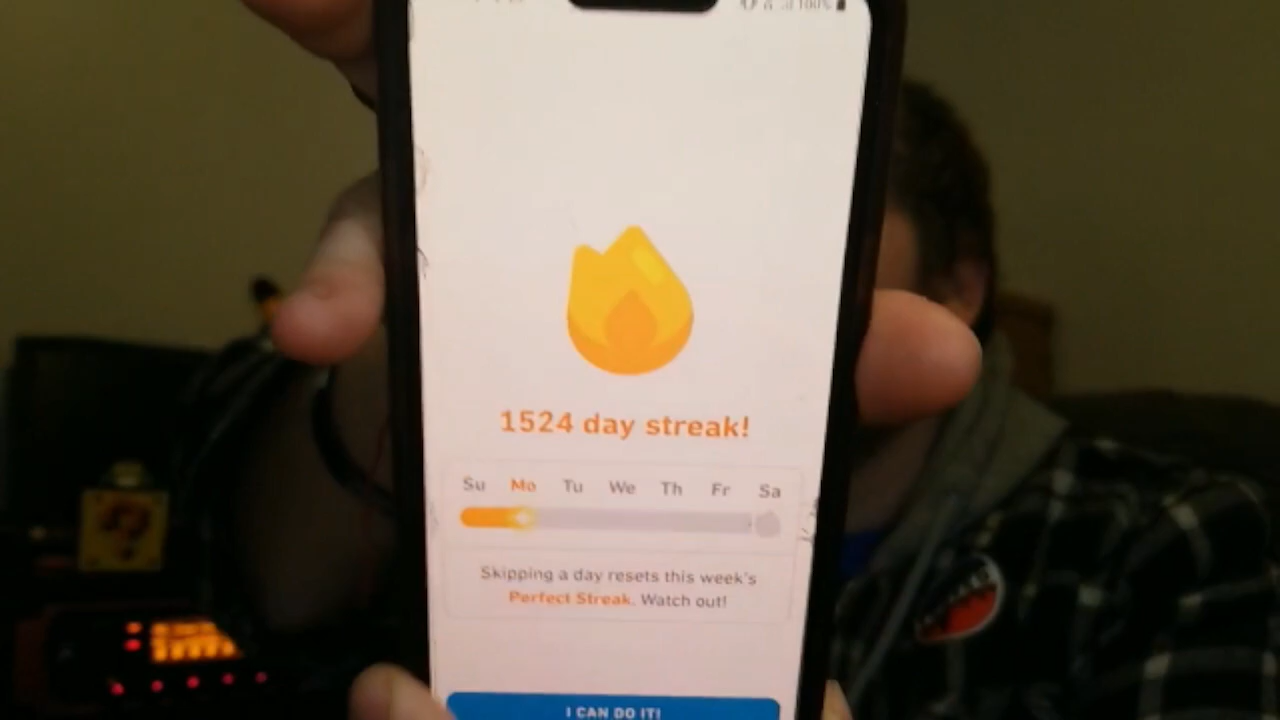 100%
1524 day streak!
Su Mo Tu We Th Fr Sa
Skipping a day resets this week's
Perfect Streak. Watch out!
I CAN DO IT!
?